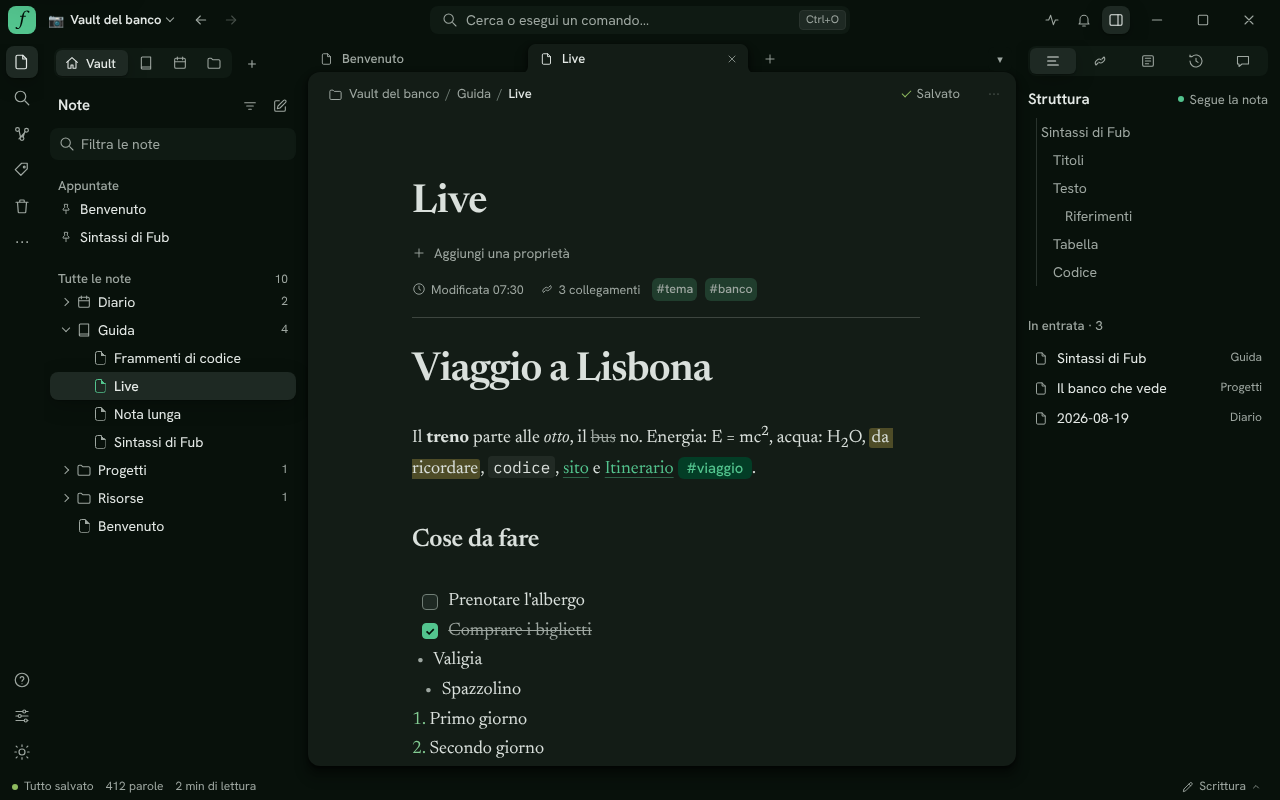 f Vault del banco
Cerca o esegui un comando... Ctrl+O
Vault
Note
Filtra le note
Appuntate
Benvenuto
Sintassi di Fub
Tutte le note 10
Diario 2
Guida 4
Frammenti di codice
Live
Nota lunga
Sintassi di Fub
Progetti 1
Risorse 1
Benvenuto
Benvenuto
Live
Vault del banco / Guida / Live
Salvato
Live
Aggiungi una proprietà
Modificata 07:30 3 collegamenti #tema #banco
Viaggio a Lisbona
Il treno parte alle otto, il bus no. Energia: E = mc², acqua: H₂O, da
ricordare, codice, sito e Itinerario #viaggio.
Cose da fare
Prenotare l'albergo
Comprare i biglietti
• Valigia
• Spazzolino
1. Primo giorno
2. Secondo giorno
Struttura
Segue la nota
Sintassi di Fub
Titoli
Testo
Riferimenti
Tabella
Codice
In entrata · 3
Sintassi di Fub Guida
Il banco che vede Progetti
2026-08-19 Diario
Tutto salvato 412 parole 2 min di lettura
Scrittura